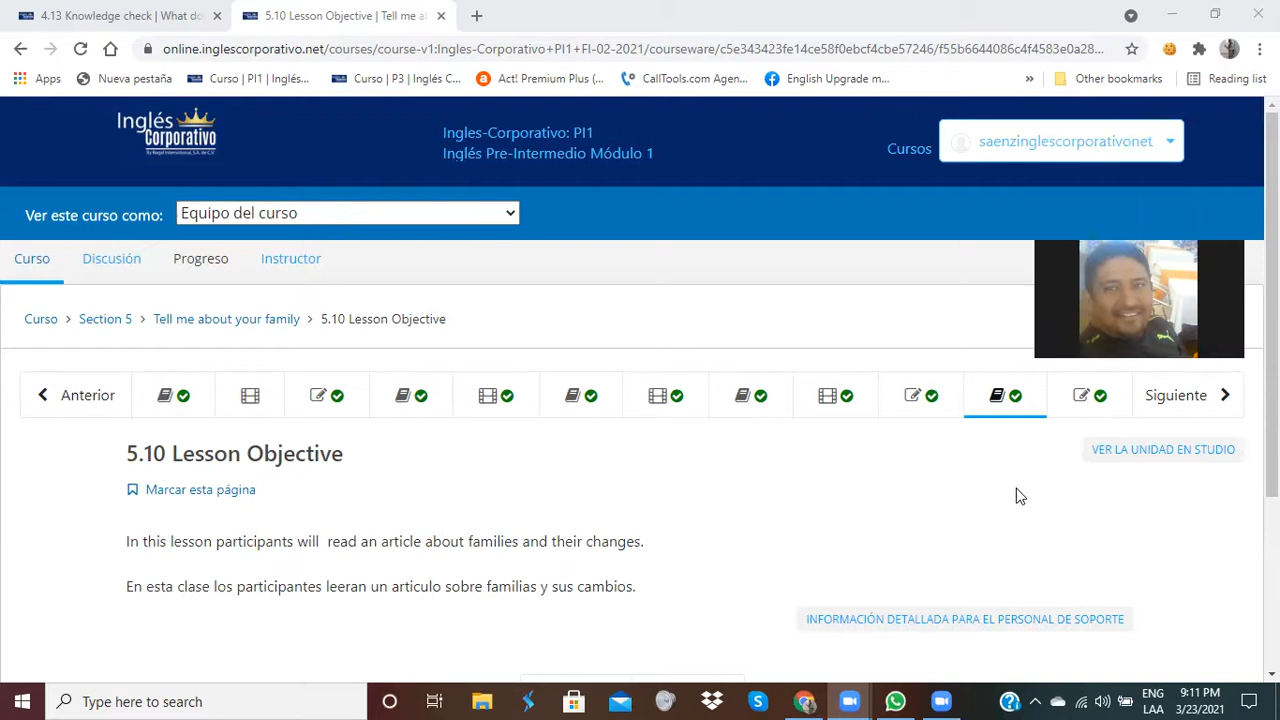 4.13 Knowledge check | What do
5.10 Lesson Objective | Tell me a
online.inglescorporativo.net/courses/course-v1:Ingles-Corporativo+PI1+FI-02-2021/courseware/c5e343423fe14ce58f0ebcf4cbe57246/f55b6644086c4f4583e0a28...
Apps
Nueva pestaña
Curso | PI1 | Inglés...
Curso | P3 | Inglés C...
Act! Premium Plus (...
CallTools.com Agen...
English Upgrade m...
»
Other bookmarks
Reading list
Inglés
Corporativo
By Regal International, S.A. de C.V.
Ingles-Corporativo: PI1
Inglés Pre-Intermedio Módulo 1
Cursos
saenzinglescorporativonet
Ver este curso como:
Equipo del curso
Curso
Discusión
Progreso
Instructor
Curso > Section 5 > Tell me about your family > 5.10 Lesson Objective
Anterior
Siguiente
5.10 Lesson Objective
VER LA UNIDAD EN STUDIO
Marcar esta página
In this lesson participants will read an article about families and their changes.
En esta clase los participantes leeran un articulo sobre familias y sus cambios.
INFORMACIÓN DETALLADA PARA EL PERSONAL DE SOPORTE
Type here to search
ENG
LAA
9:11 PM
3/23/2021